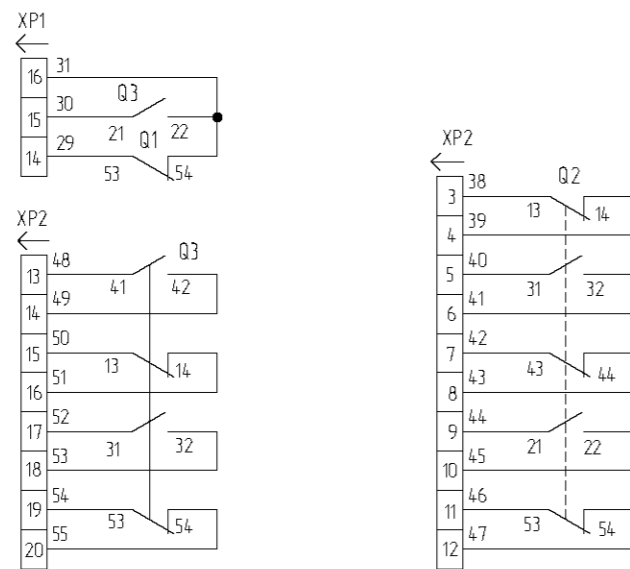 XP1
16 31
Q3
15 30 21 22
Q1
14 29 53 54
XP2
Q3
13 48 41 42
14 49
15 50 13 14
16 51
17 52 31 32
18 53
19 54 53 54
20 55
XP2
Q2
3 38 13 14
4 39
5 40 31 32
6 41
7 42 43 44
8 43
9 44 21 22
10 45
11 46 53 54
12 47